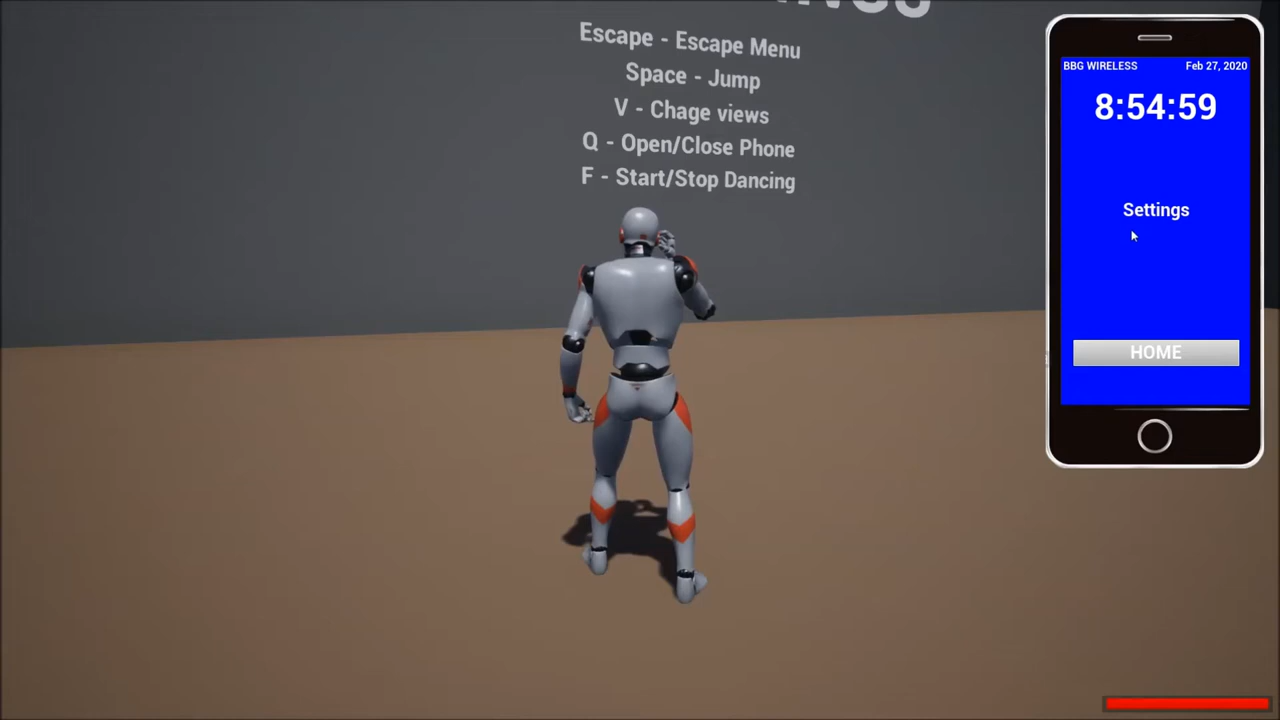 Escape - Escape Menu
Space - Jump
V - Chage views
Q - Open/Close Phone
F - Start/Stop Dancing
BBG WIRELESS Feb 27, 2020
8:54:59
Settings
HOME